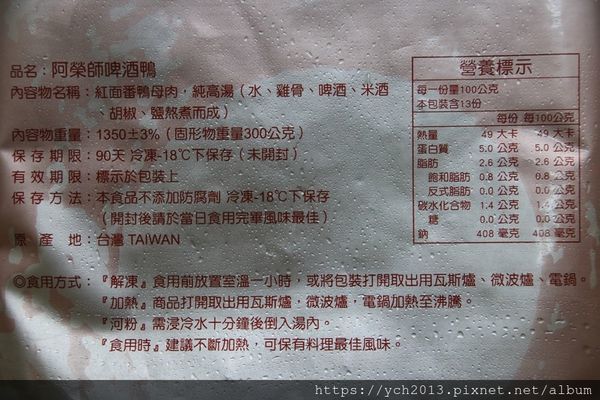 品名：阿榮師啤酒鴨
內容物名稱：紅面番鴨母肉，純高湯（水、雞骨、啤酒、米酒
、胡椒、鹽熬煮而成）
內容物重量：1350±3%（固形物重量300公克）
保存期限：90天 冷凍-18℃下保存（未開封）
有效期限：標示於包裝上
保存方法：本食品不添加防腐劑 冷凍-18℃下保存
（開封後請於當日食用完畢風味最佳）
原產地：台灣 TAIWAN
營養標示
每一份量100公克
本包裝含13份
每份 每100公克
熱量 49 大卡 49 大卡
蛋白質 5.0 公克 5.0 公克
脂肪 2.6 公克 2.6 公克
飽和脂肪 0.8 公克 0.8 公克
反式脂肪 0.0 公克 0.0 公克
碳水化合物 1.4 公克 1.4 公克
糖 0.0 公克 0.0 公克
鈉 408 毫克 408 毫克
◎食用方式：『解凍』食用前放置室溫一小時，或將包裝打開取出用瓦斯爐、微波爐、電鍋。
『加熱』商品打開取出用瓦斯爐，微波爐，電鍋加熱至沸騰。
『河粉』需浸冷水十分鐘後倒入湯內。
『食用時』建議不斷加熱，可保有料理最佳風味。
https://ych2013.pixnet.net/album